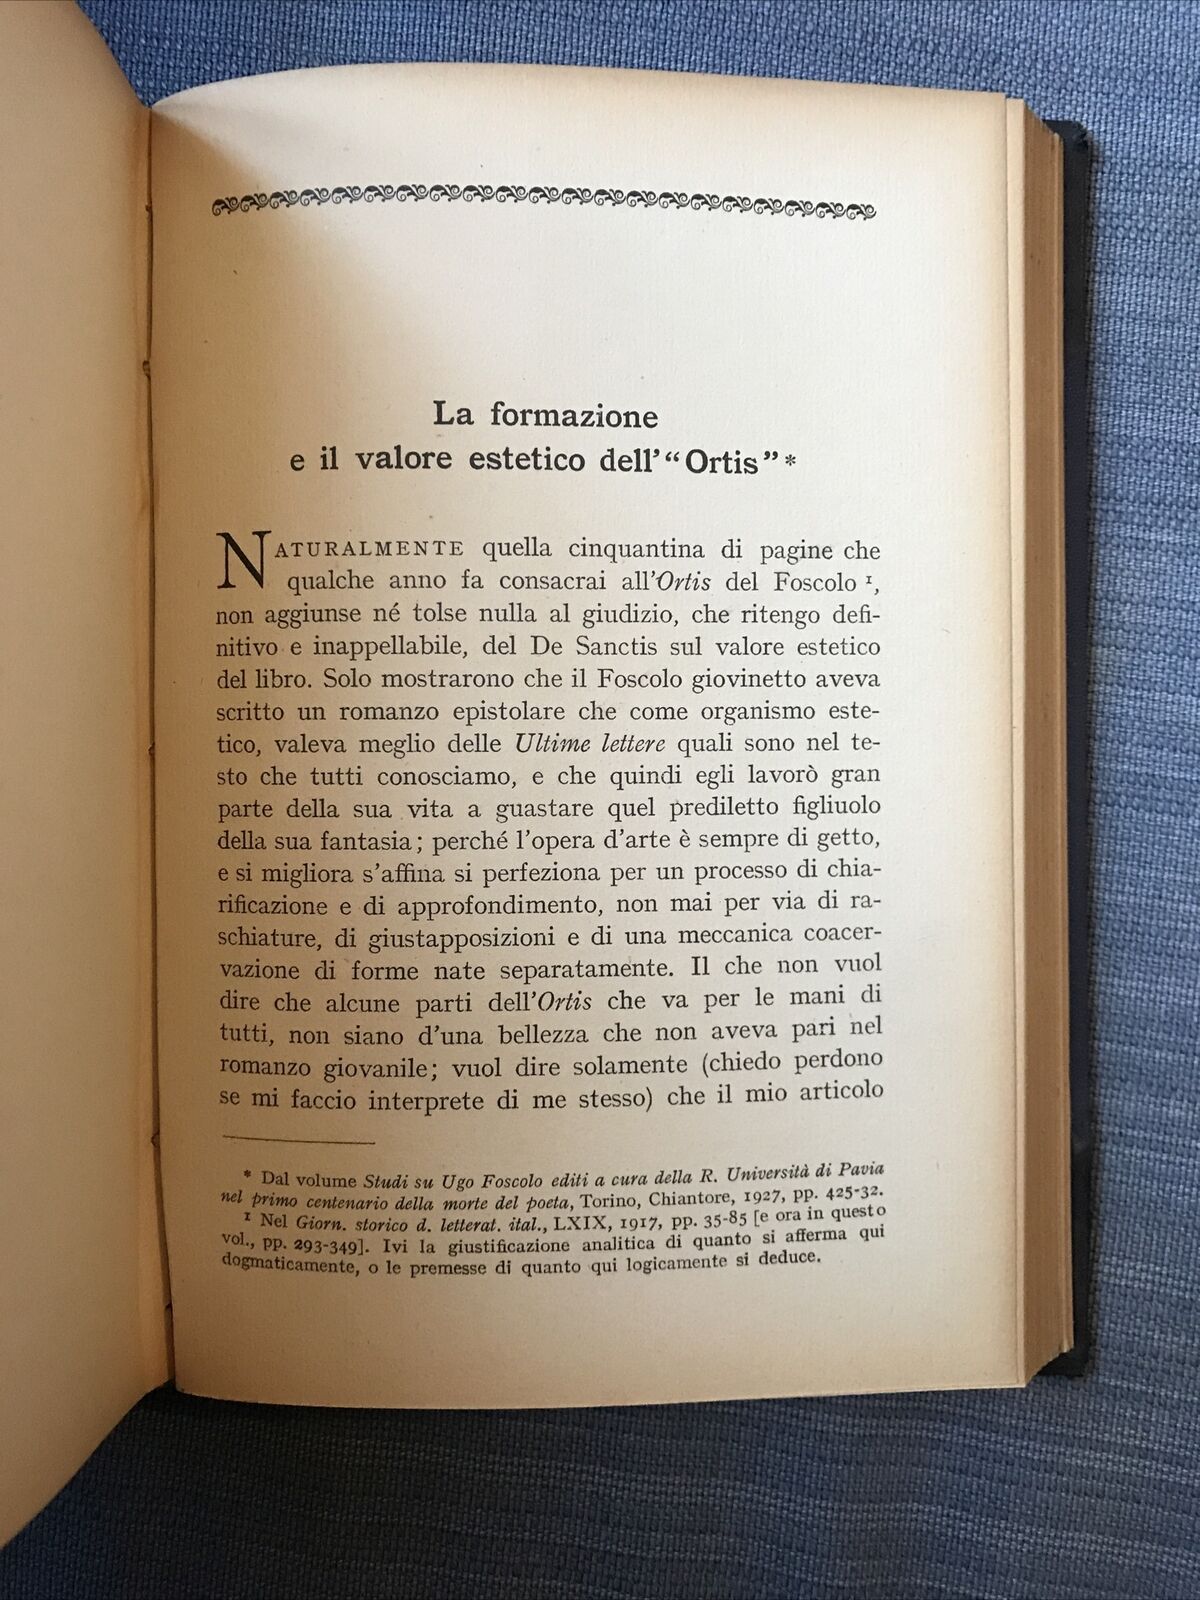 La formazione
e il valore estetico dell'“Ortis”*
NATURALMENTE quella cinquantina di pagine che
qualche anno fa consacrai all'Ortis del Foscolo ¹,
non aggiunse né tolse nulla al giudizio, che ritengo defi-
nitivo e inappellabile, del De Sanctis sul valore estetico
del libro. Solo mostrarono che il Foscolo giovinetto aveva
scritto un romanzo epistolare che come organismo este-
tico, valeva meglio delle Ultime lettere quali sono nel te-
sto che tutti conosciamo, e che quindi egli lavorò gran
parte della sua vita a guastare quel prediletto figliuolo
della sua fantasia; perché l'opera d'arte è sempre di getto,
e si migliora s'affina si perfeziona per un processo di chia-
rificazione e di approfondimento, non mai per via di ra-
schiature, di giustapposizioni e di una meccanica coacer-
vazione di forme nate separatamente. Il che non vuol
dire che alcune parti dell'Ortis che va per le mani di
tutti, non siano d'una bellezza che non aveva pari nel
romanzo giovanile; vuol dire solamente (chiedo perdono
se mi faccio interprete di me stesso) che il mio articolo
* Dal volume Studi su Ugo Foscolo editi a cura della R. Università di Pavia
nel primo centenario della morte del poeta, Torino, Chiantore, 1927, pp. 425-32.
¹ Nel Giorn. storico d. letterat. ital., LXIX, 1917, pp. 35-85 [e ora in questo
vol., pp. 293-349]. Ivi la giustificazione analitica di quanto si afferma qui
dogmaticamente, o le premesse di quanto qui logicamente si deduce.